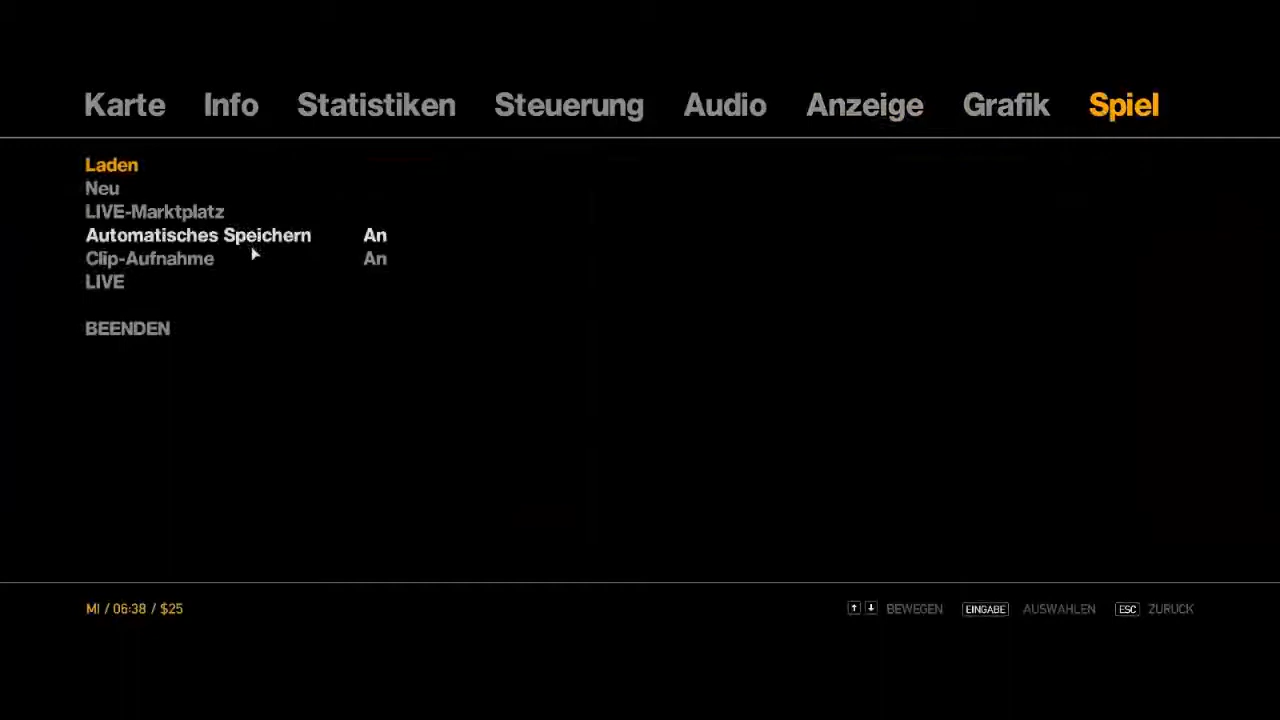 Karte Info Statistiken Steuerung Audio Anzeige Grafik Spiel
Laden
Neu
LIVE-Marktplatz
Automatisches Speichern An
Clip-Aufnahme An
LIVE
BEENDEN
MI / 06:38 / $25 BEWEGEN EINGABE AUSWAHLEN ESC ZURUCK